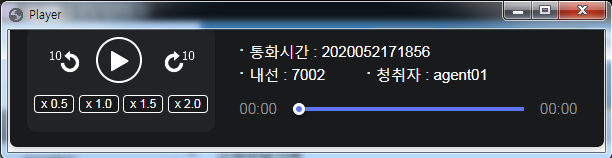 Player
10 10
x 0.5 x 1.0 x 1.5 x 2.0
· 통화시간 : 2020052171856
· 내선 : 7002 · 청취자 : agent01
00:00 00:00